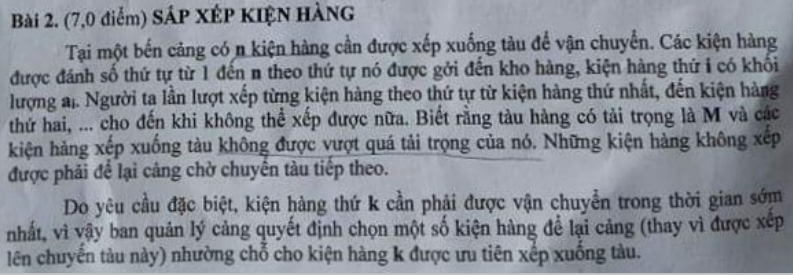 Bài 2. (7,0 điểm) SẮP XẾP KIỆN HÀNG
Tại một bến cảng có n kiện hàng cần được xếp xuống tàu để vận chuyển. Các kiện hàng
được đánh số thứ tự từ 1 đến n theo thứ tự nó được gởi đến kho hàng, kiện hàng thứ i có khối
lượng aᵢ. Người ta lần lượt xếp từng kiện hàng theo thứ tự từ kiện hàng thứ nhất, đến kiện hàng
thứ hai, ... cho đến khi không thể xếp được nữa. Biết rằng tàu hàng có tải trọng là M và các
kiện hàng xếp xuống tàu không được vượt quá tải trọng của nó. Những kiện hàng không xếp
được phải để lại cảng chờ chuyến tàu tiếp theo.
Do yêu cầu đặc biệt, kiện hàng thứ k cần phải được vận chuyển trong thời gian sớm
nhất, vì vậy ban quản lý cảng quyết định chọn một số kiện hàng để lại cảng (thay vì được xếp
lên chuyến tàu này) nhường chỗ cho kiện hàng k được ưu tiên xếp xuống tàu.